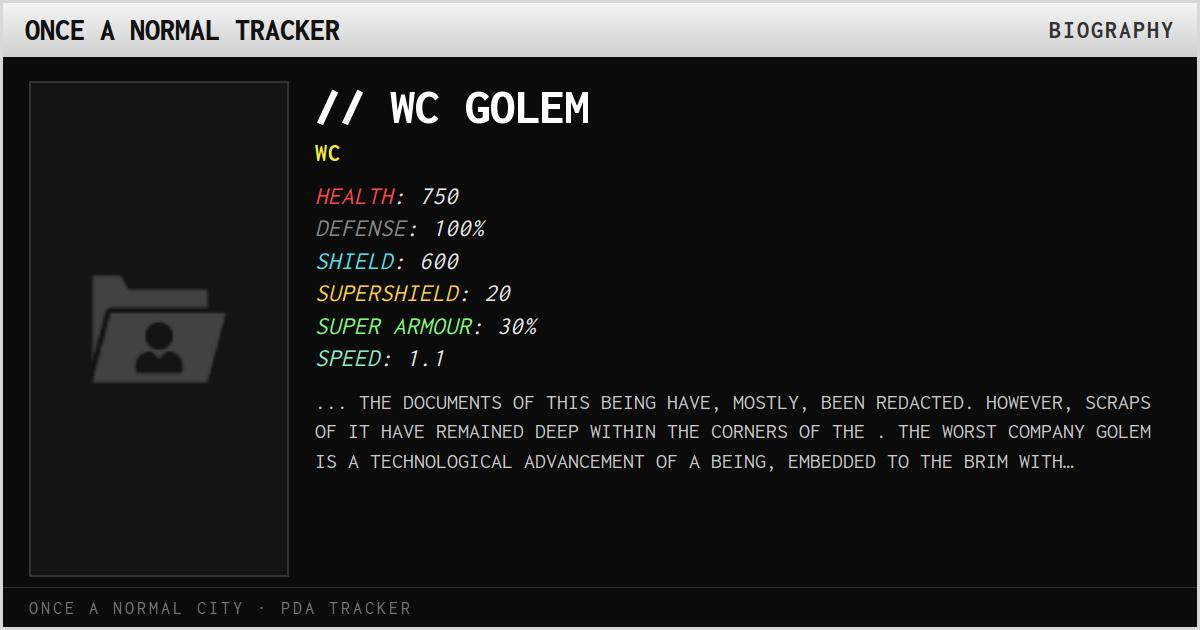 ONCE A NORMAL TRACKER
BIOGRAPHY
// WC GOLEM
WC
HEALTH: 750
DEFENSE: 100%
SHIELD: 600
SUPERSHIELD: 20
SUPER ARMOUR: 30%
SPEED: 1.1
... THE DOCUMENTS OF THIS BEING HAVE, MOSTLY, BEEN REDACTED. HOWEVER, SCRAPS
OF IT HAVE REMAINED DEEP WITHIN THE CORNERS OF THE . THE WORST COMPANY GOLEM
IS A TECHNOLOGICAL ADVANCEMENT OF A BEING, EMBEDDED TO THE BRIM WITH…
ONCE A NORMAL CITY · PDA TRACKER